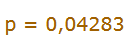 p = 0,04283